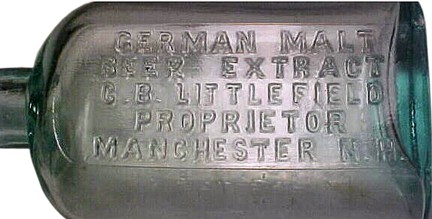 GERMAN MALT
BEER EXTRACT
C.B. LITTLEFIELD
PROPRIETOR
MANCHESTER N.H.